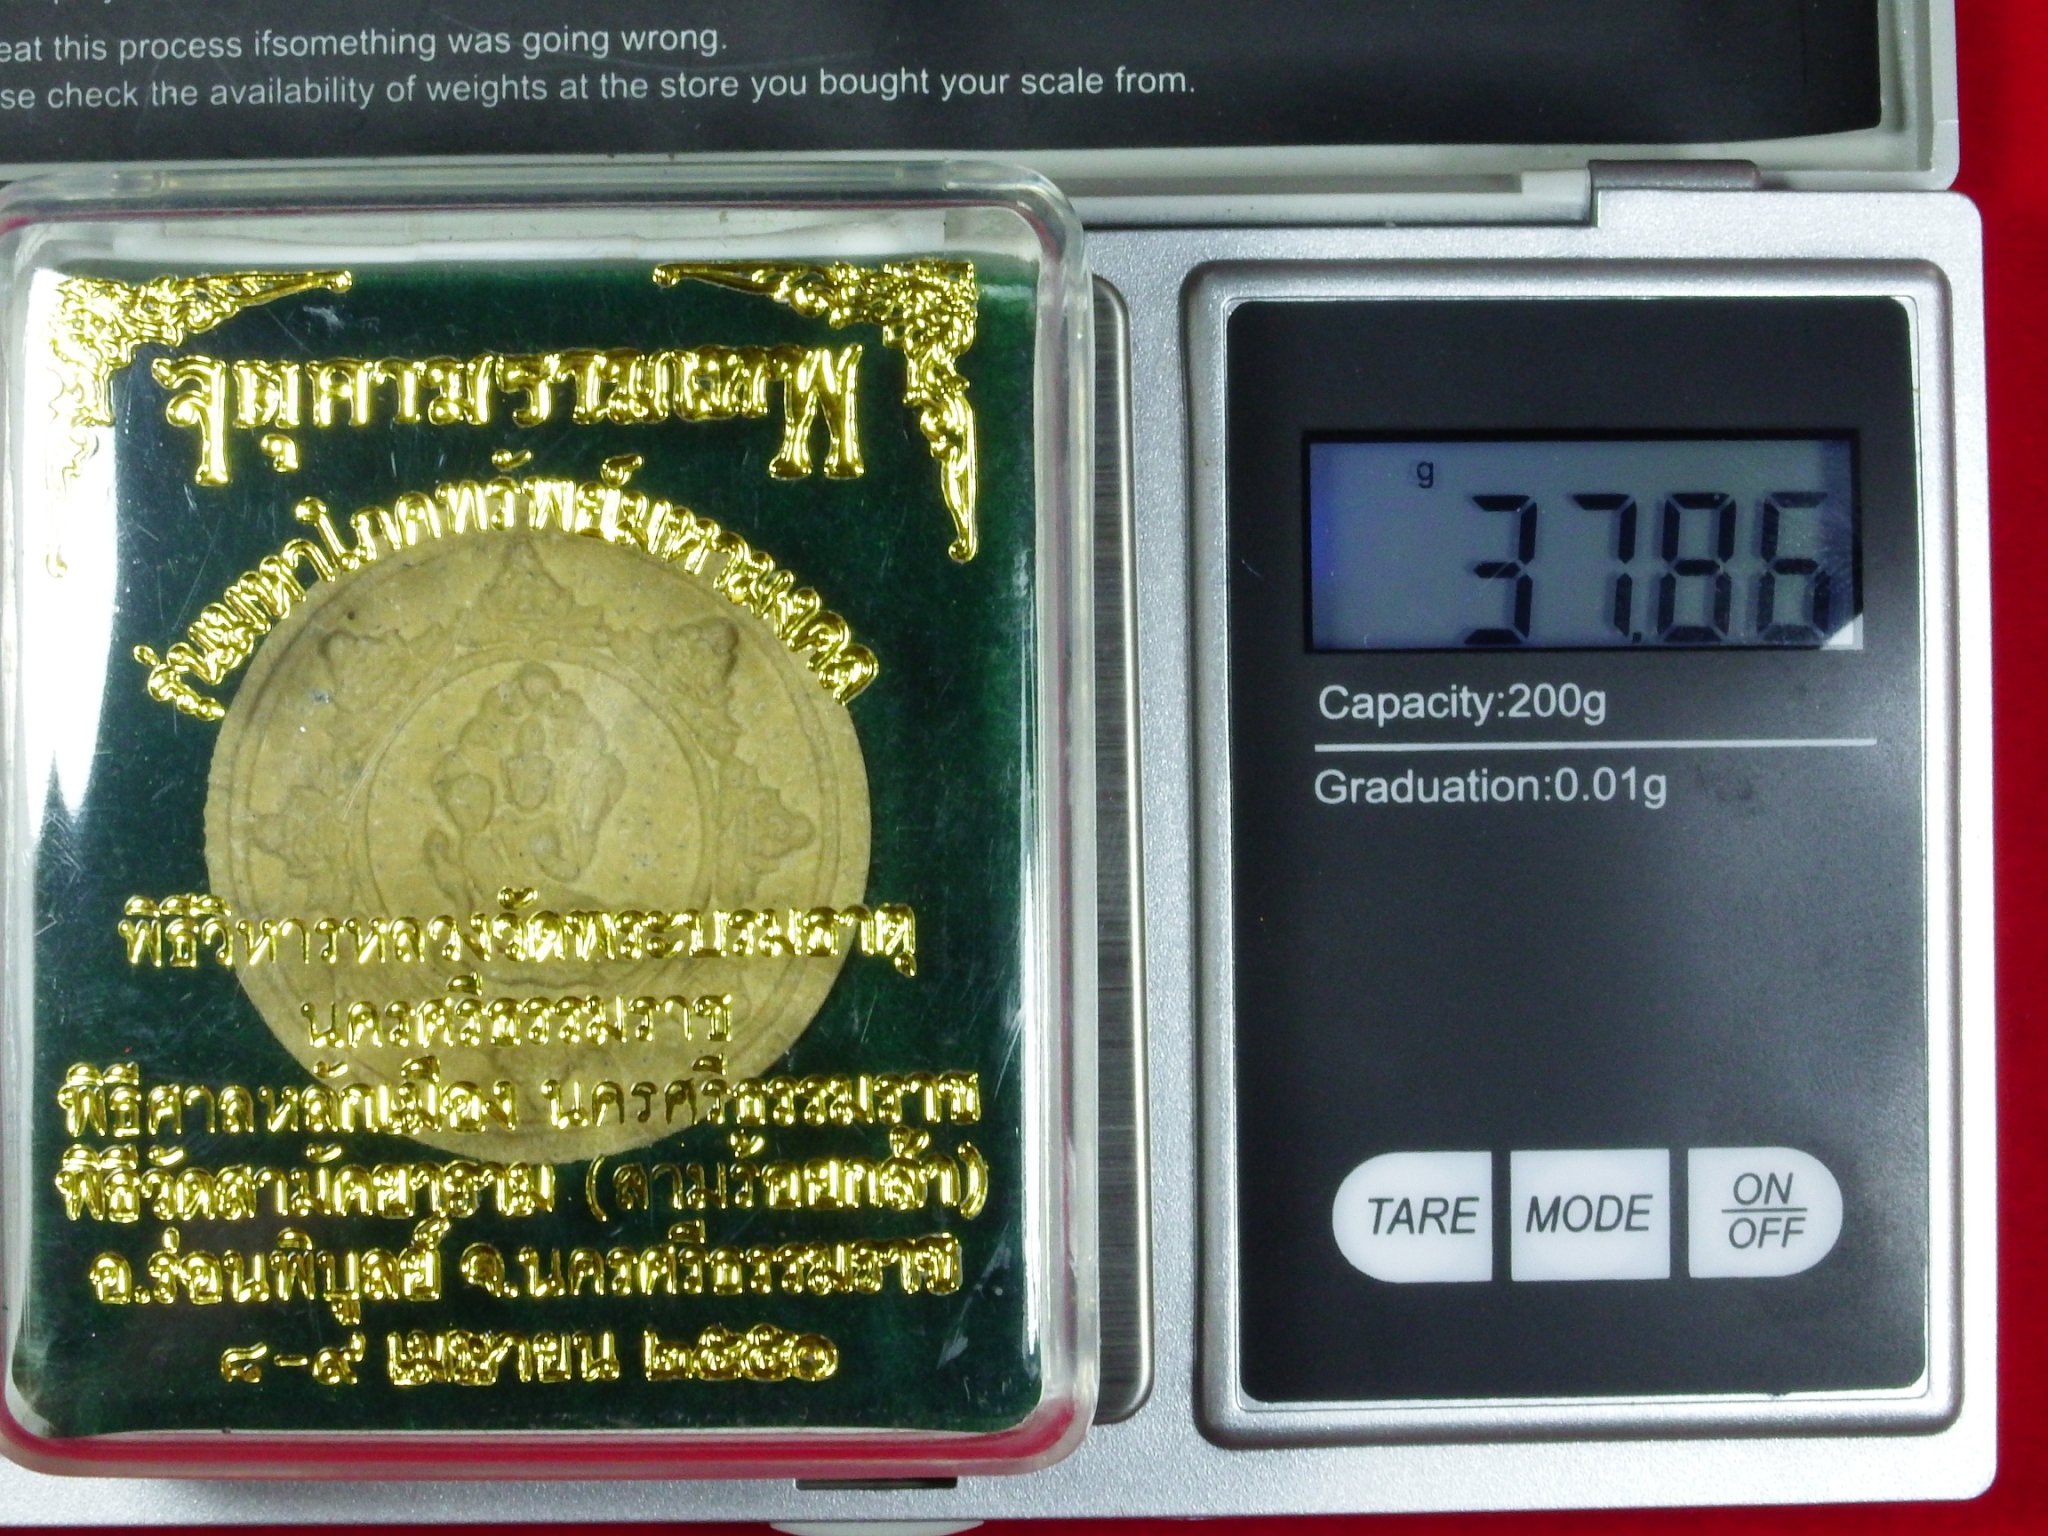 eat this process ifsomething was going wrong.
se check the availability of weights at the store you bought your scale from.
จตุคามรามเทพ
รุ่นมหาโภคทรัพย์มหามงคล
พิธีวิหารหลวงวัดพระบรมธาตุ
นครศรีธรรมราช
พิธีศาลหลักเมือง นครศรีธรรมราช
พิธีวัดสามัคยาราม (สามร้อยกล้า)
อ.ร่อนพิบูลย์ จ.นครศรีธรรมราช
๘-๙ เมษายน ๒๕๕๐
g 37.86
Capacity:200g
Graduation:0.01g
TARE MODE ON/OFF